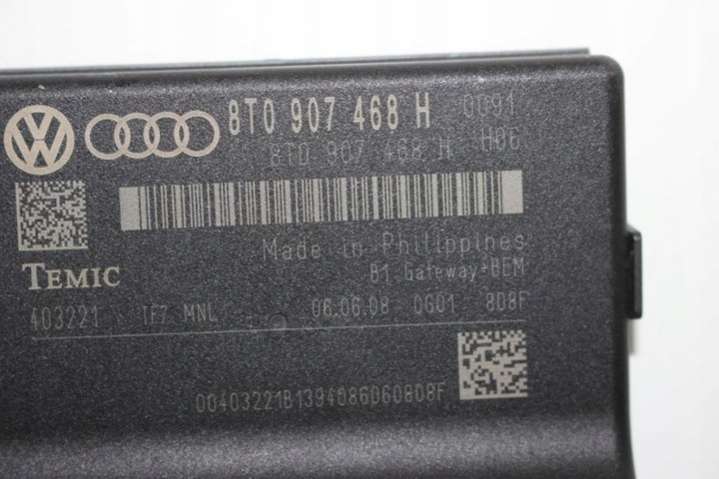 8T0 907 468 H 0091
8T0 907 468 H H06
Made in Philippines
TEMIC
B1 Gateway+BEM
403221 TF7 MNL 06.06.08 0G01 8D8F
00403221B1394086060808F